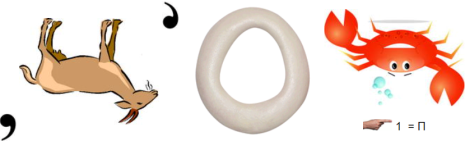 1 = П